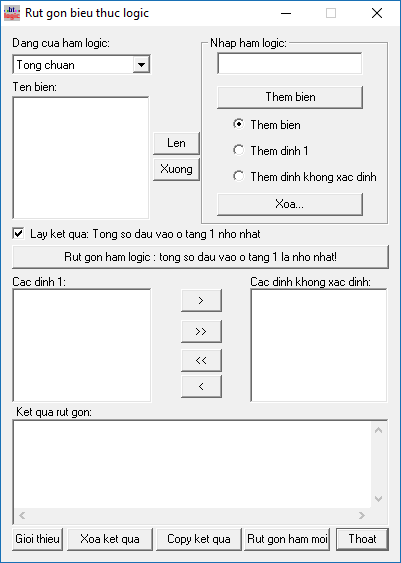 Rut gon bieu thuc logic
Dang cua ham logic:
Tong chuan
Ten bien:
Len
Xuong
Nhap ham logic:
Them bien
Them bien
Them dinh 1
Them dinh khong xac dinh
Xoa...
Lay ket qua: Tong so dau vao o tang 1 nho nhat
Rut gon ham logic : tong so dau vao o tang 1 la nho nhat!
Cac dinh 1:
>
>>
<<
<
Cac dinh khong xac dinh:
Ket qua rut gon:
Gioi thieu
Xoa ket qua
Copy ket qua
Rut gon ham moi
Thoat